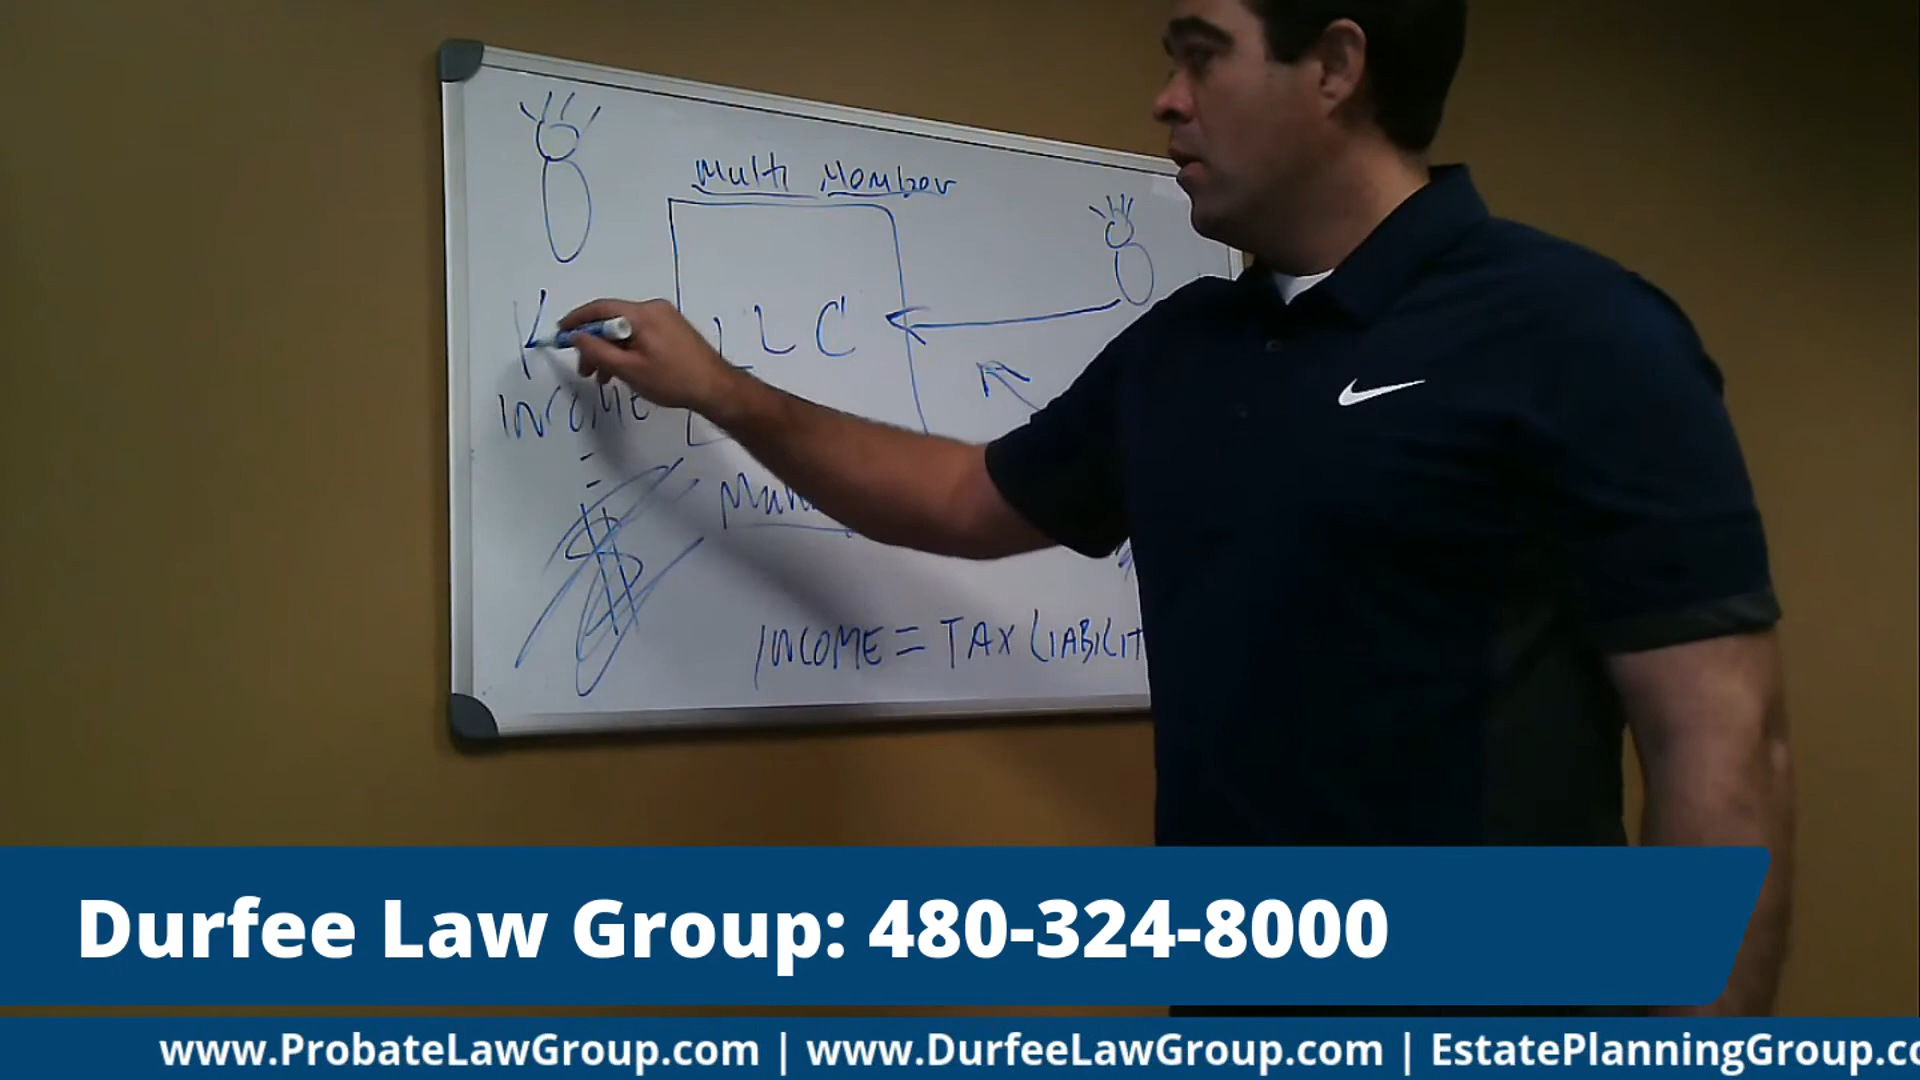 Multi Member
LLC
K
INCOME
=
$
INCOME = TAX LIABILIT
Durfee Law Group: 480-324-8000
www.ProbateLawGroup.com | www.DurfeeLawGroup.com | EstatePlanningGroup.co